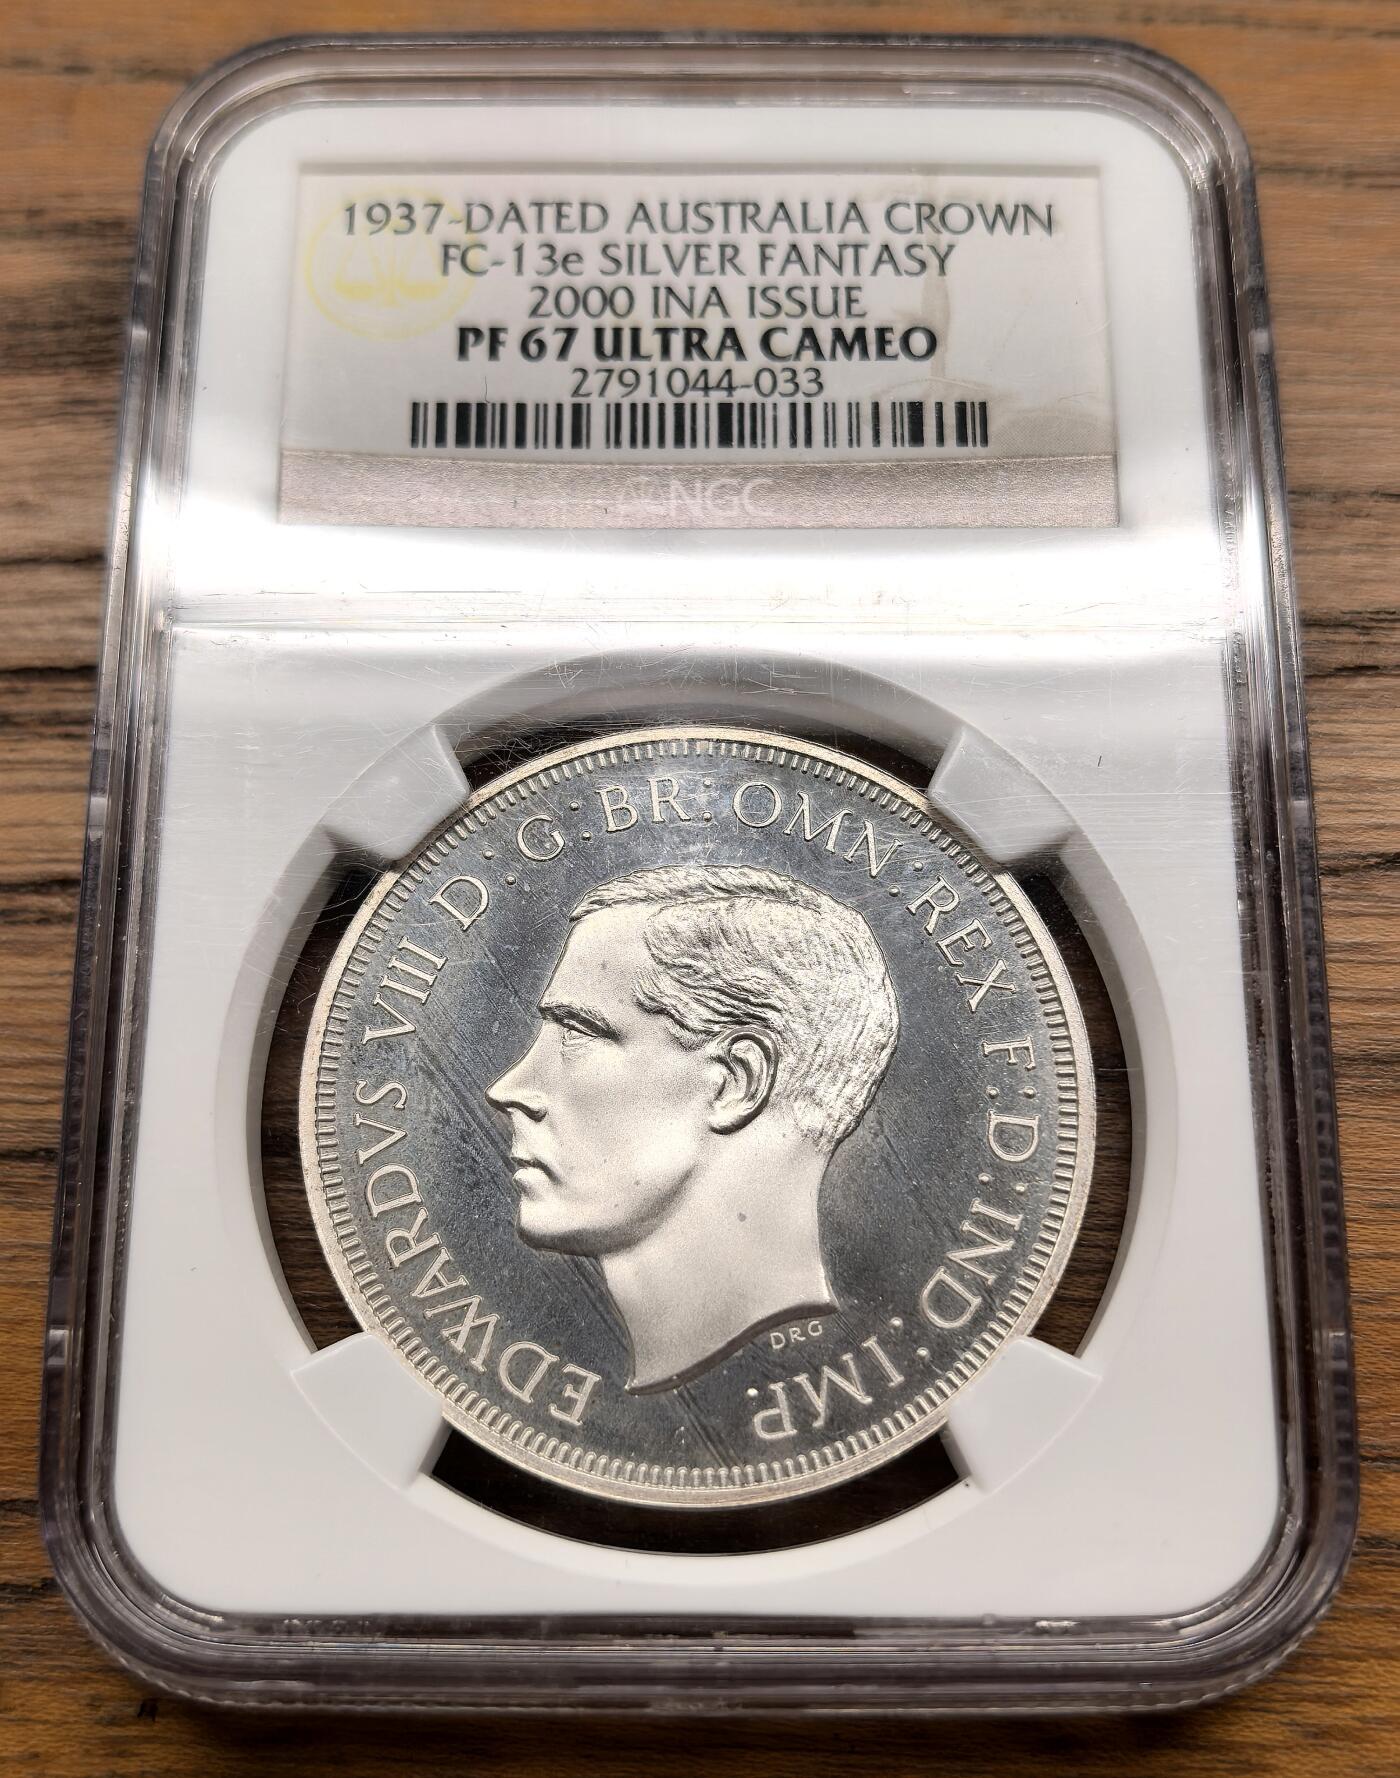 1937-DATED AUSTRALIA CROWN
FC-13e SILVER FANTASY
2000 INA ISSUE
PF 67 ULTRA CAMEO
2791044-033
NGC
EDWARDVS VIII D: G: BR: OMN: REX F: D: IND: IMP.
DRG